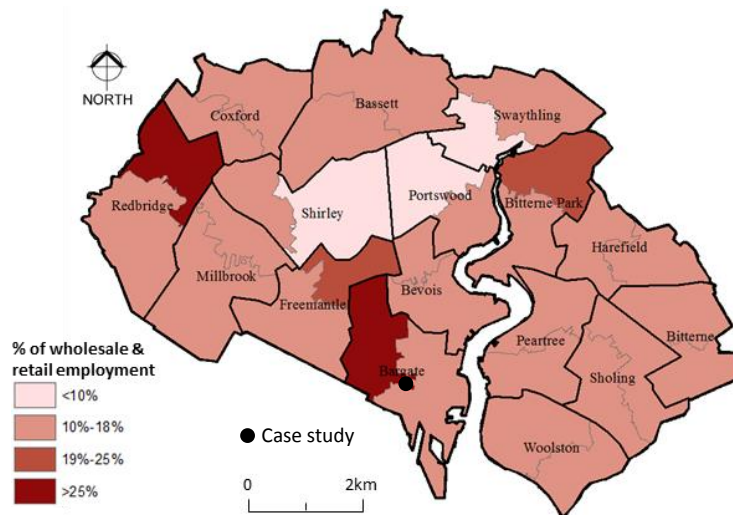 NORTH
Coxford
Bassett
Swaythling
Redbridge
Shirley
Portswood
Bitterne Park
Harefield
Millbrook
Freemantle
Bevois
Peartree
Bitterne
Bargate
Sholing
Woolston
% of wholesale &
retail employment
<10%
10%-18%
19%-25%
>25%
Case study
0 2km